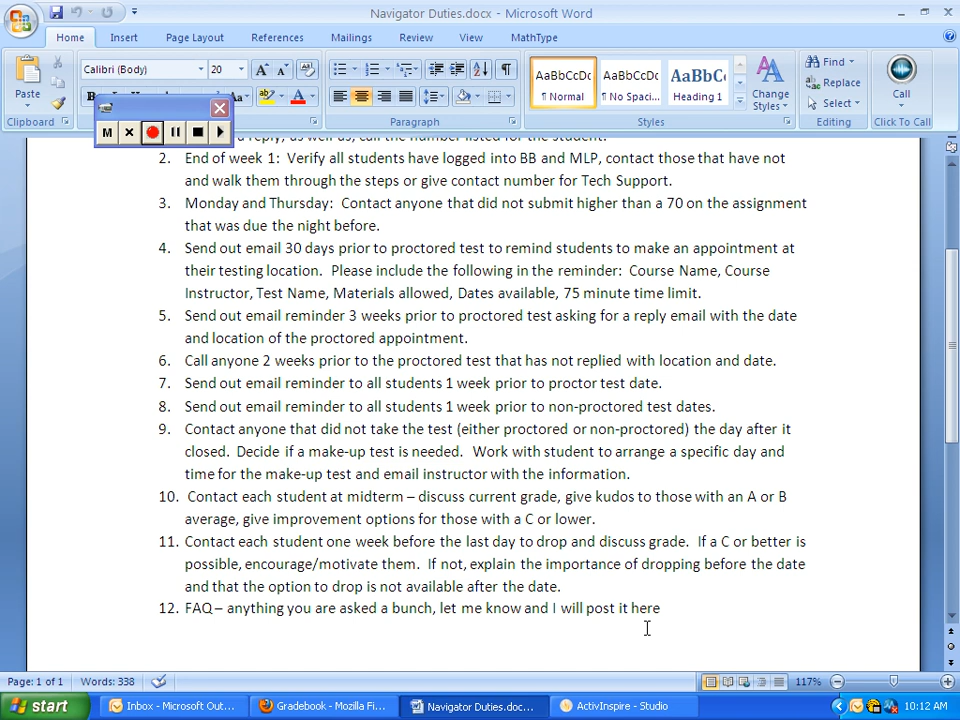 Navigator Duties.docx - Microsoft Word
Home Insert Page Layout References Mailings Review View MathType
Calibri (Body) 20
AaBbCcDc AaBbCcDc AaBbCc
¶ Normal ¶ No Spaci... Heading 1
Change Styles
Find
Replace
Select
Call
Paste
B
Aa
M
Clipboard Paragraph Styles Editing Click To Call
a reply, as well as, call the number listed for the student.
2. End of week 1: Verify all students have logged into BB and MLP, contact those that have not
and walk them through the steps or give contact number for Tech Support.
3. Monday and Thursday: Contact anyone that did not submit higher than a 70 on the assignment
that was due the night before.
4. Send out email 30 days prior to proctored test to remind students to make an appointment at
their testing location. Please include the following in the reminder: Course Name, Course
Instructor, Test Name, Materials allowed, Dates available, 75 minute time limit.
5. Send out email reminder 3 weeks prior to proctored test asking for a reply email with the date
and location of the proctored appointment.
6. Call anyone 2 weeks prior to the proctored test that has not replied with location and date.
7. Send out email reminder to all students 1 week prior to proctor test date.
8. Send out email reminder to all students 1 week prior to non-proctored test dates.
9. Contact anyone that did not take the test (either proctored or non-proctored) the day after it
closed. Decide if a make-up test is needed. Work with student to arrange a specific day and
time for the make-up test and email instructor with the information.
10. Contact each student at midterm – discuss current grade, give kudos to those with an A or B
average, give improvement options for those with a C or lower.
11. Contact each student one week before the last day to drop and discuss grade. If a C or better is
possible, encourage/motivate them. If not, explain the importance of dropping before the date
and that the option to drop is not available after the date.
12. FAQ – anything you are asked a bunch, let me know and I will post it here
Page: 1 of 1 Words: 338 117%
start Inbox - Microsoft Out... Gradebook - Mozilla Fi... Navigator Duties.doc... ActivInspire - Studio 10:12 AM